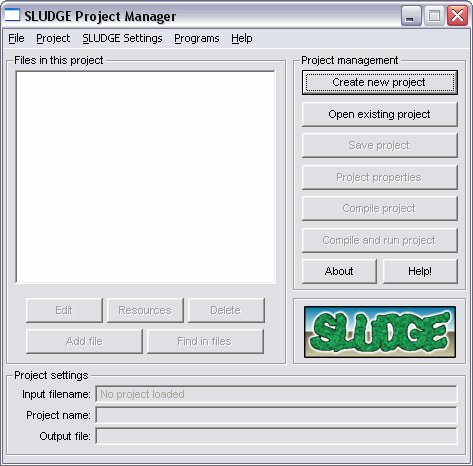 SLUDGE Project Manager
File Project SLUDGE Settings Programs Help
Files in this project
Edit Resources Delete
Add file Find in files
Project management
Create new project
Open existing project
Save project
Project properties
Compile project
Compile and run project
About Help!
SLUDGE
Project settings
Input filename: No project loaded
Project name:
Output file: